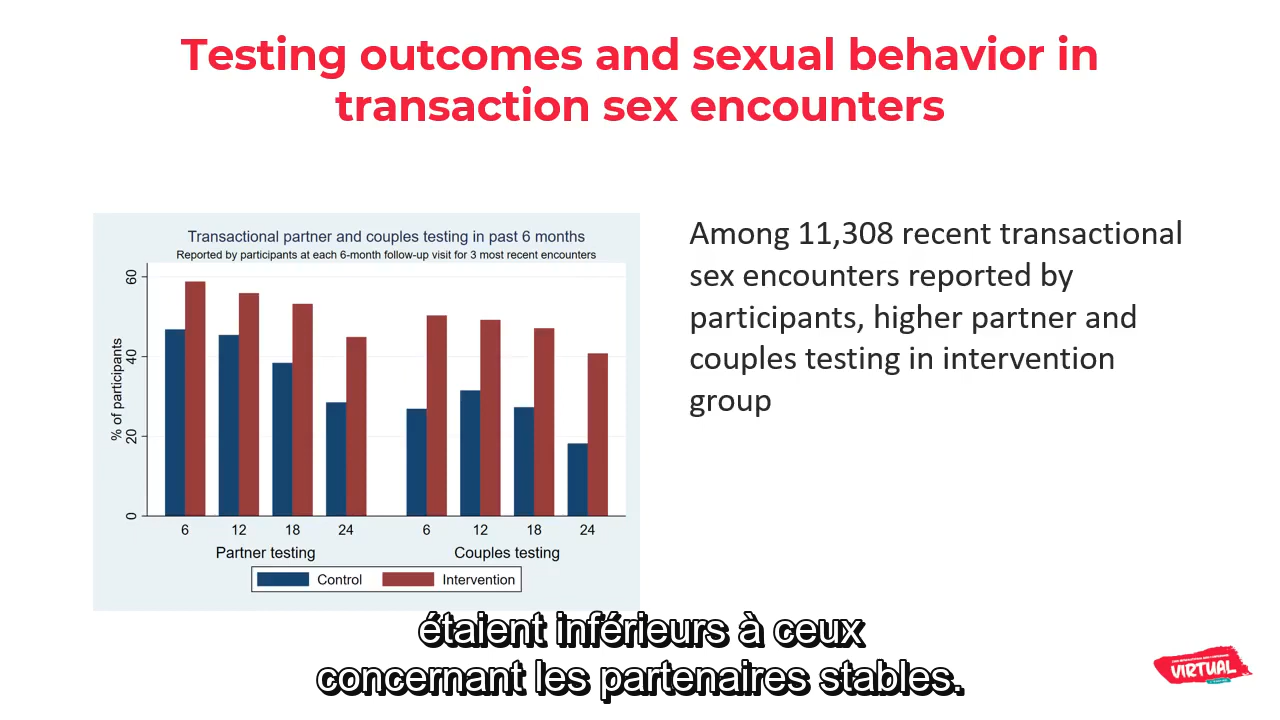 Testing outcomes and sexual behavior in
transaction sex encounters
Transactional partner and couples testing in past 6 months
Reported by participants at each 6-month follow-up visit for 3 most recent encounters
% of participants
60
40
20
0
6 12 18 24 6 12 18 24
Partner testing Couples testing
Control Intervention
Among 11,308 recent transactional
sex encounters reported by
participants, higher partner and
couples testing in intervention
group
étaient inférieurs à ceux
concernant les partenaires stables.
VIRTUAL